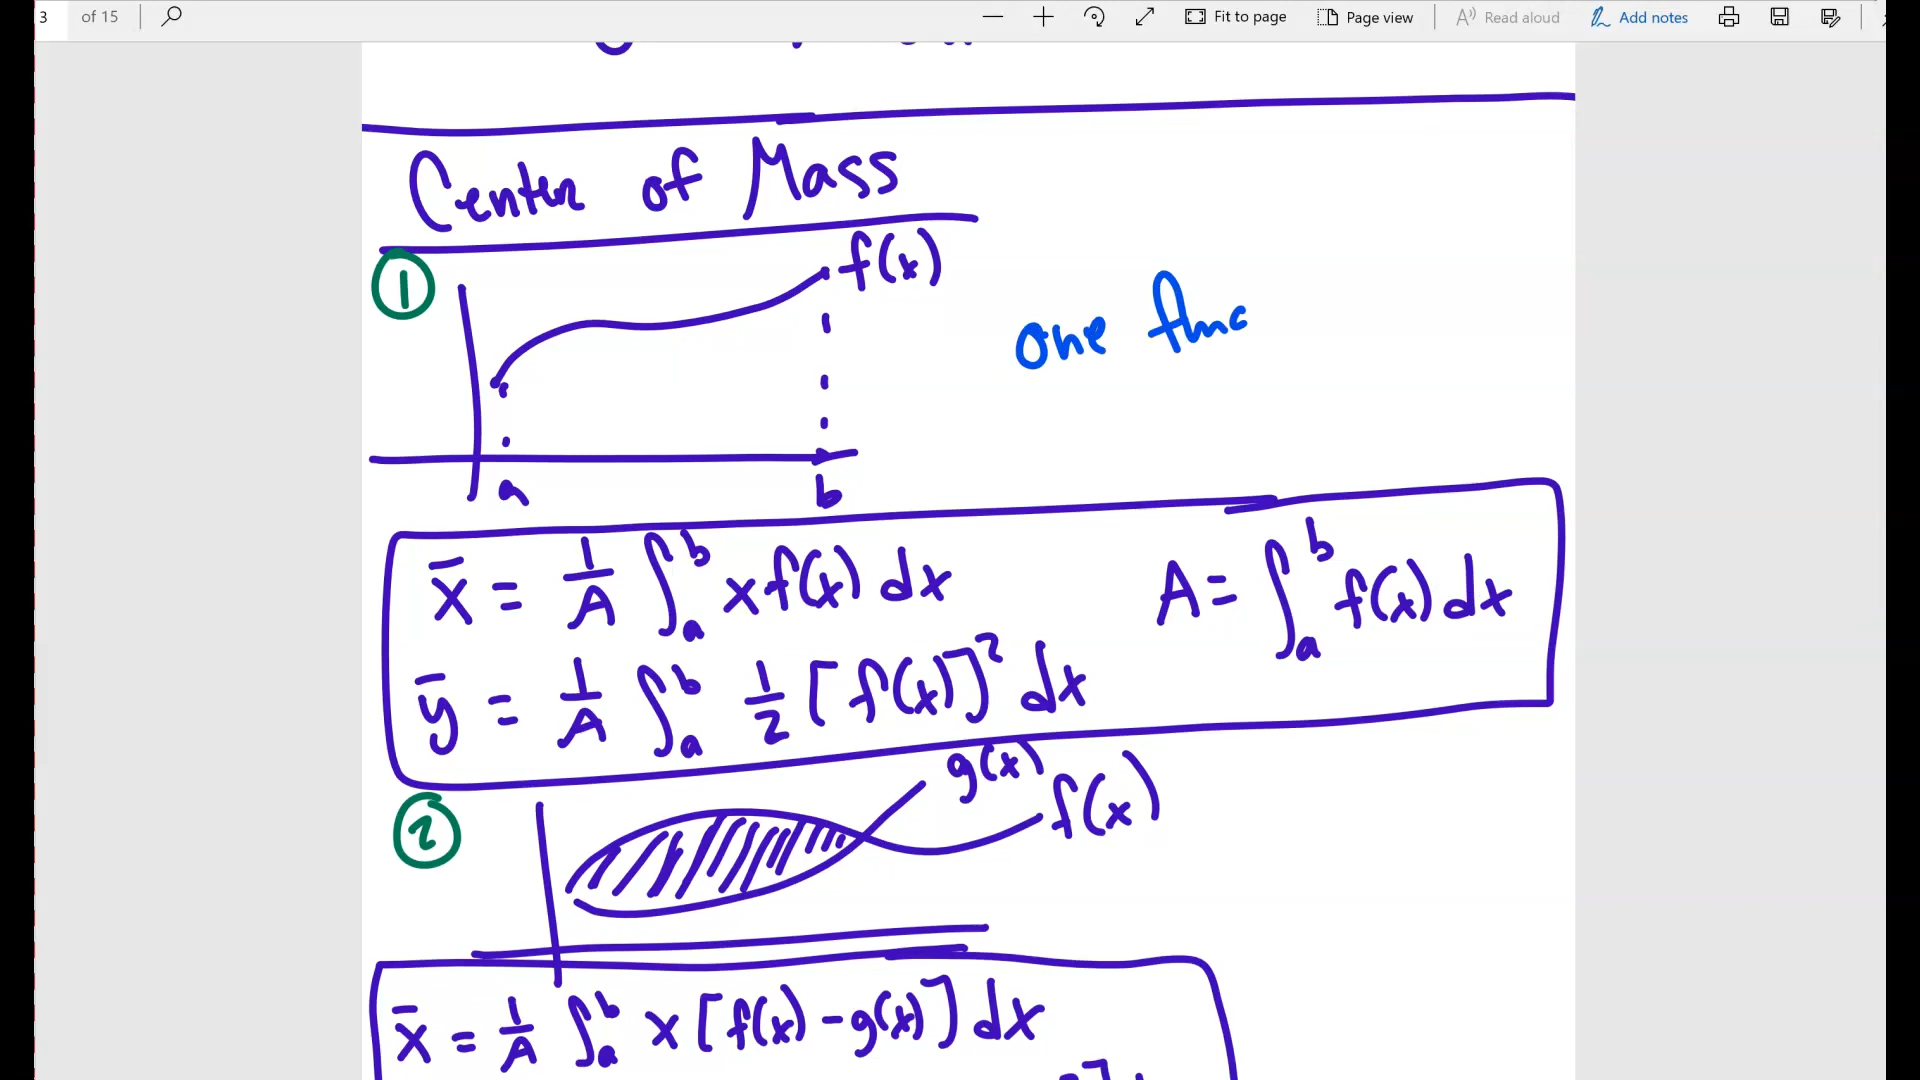 3 of 15 Fit to page Page view Read aloud Add notes
Center of Mass
① f(x)
one func
a b
x̄ = 1/A ∫_a^b x f(x) dx A = ∫_a^b f(x) dx
ȳ = 1/A ∫_a^b 1/2 [f(x)]² dx
② g(x) f(x)
x̄ = 1/A ∫_a^b x [f(x) - g(x)] dx